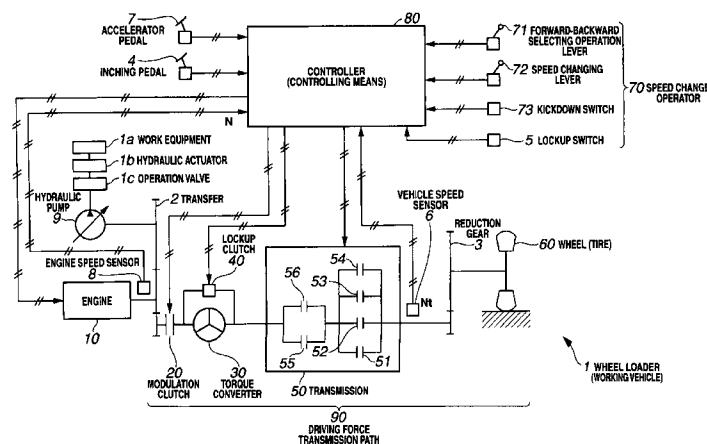 80
7
ACCELERATOR
PEDAL
4
INCHING PEDAL
CONTROLLER
(CONTROLLING MEANS)
71 FORWARD-BACKWARD
SELECTING OPERATION
LEVER
72 SPEED CHANGING
LEVER
73 KICKDOWN SWITCH
5 LOCKUP SWITCH
70 SPEED CHANGE
OPERATOR
N
1a WORK EQUIPMENT
1b HYDRAULIC ACTUATOR
1c OPERATION VALVE
HYDRAULIC
PUMP
9
2 TRANSFER
ENGINE SPEED SENSOR
8
ENGINE
10
LOCKUP
CLUTCH
40
VEHICLE SPEED
SENSOR
6
Nt
REDUCTION
GEAR
3
60 WHEEL (TIRE)
54
53
52
51
56
55
20
MODULATION
CLUTCH
30
TORQUE
CONVERTER
50 TRANSMISSION
1 WHEEL LOADER
(WORKING VEHICLE)
90
DRIVING FORCE
TRANSMISSION PATH